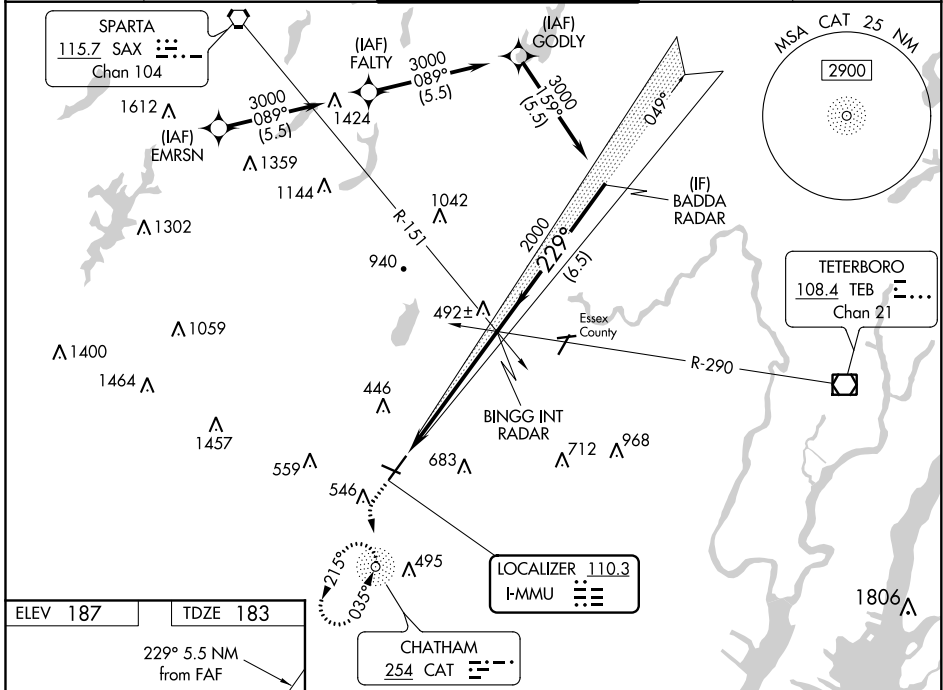 SPARTA
115.7 SAX
Chan 104
(IAF)
FALTY
(IAF)
GODLY
MSA CAT 25 NM
2900
3000
089°
(5.5)
3000
159°
(5.5)
049°
1612
3000
089°
(5.5)
1424
(IAF)
EMRSN
1359
1144
(IF)
BADDA
RADAR
1042
1302
R-151
2000
229°
(6.5)
940
TETERBORO
108.4 TEB
Chan 21
492±
Essex
County
1059
1400
R-290
1464
446
BINGG INT
RADAR
1457
712
968
559
683
546
215°
035°
495
LOCALIZER 110.3
I-MMU
1806
ELEV 187
TDZE 183
CHATHAM
254 CAT
229° 5.5 NM
from FAF